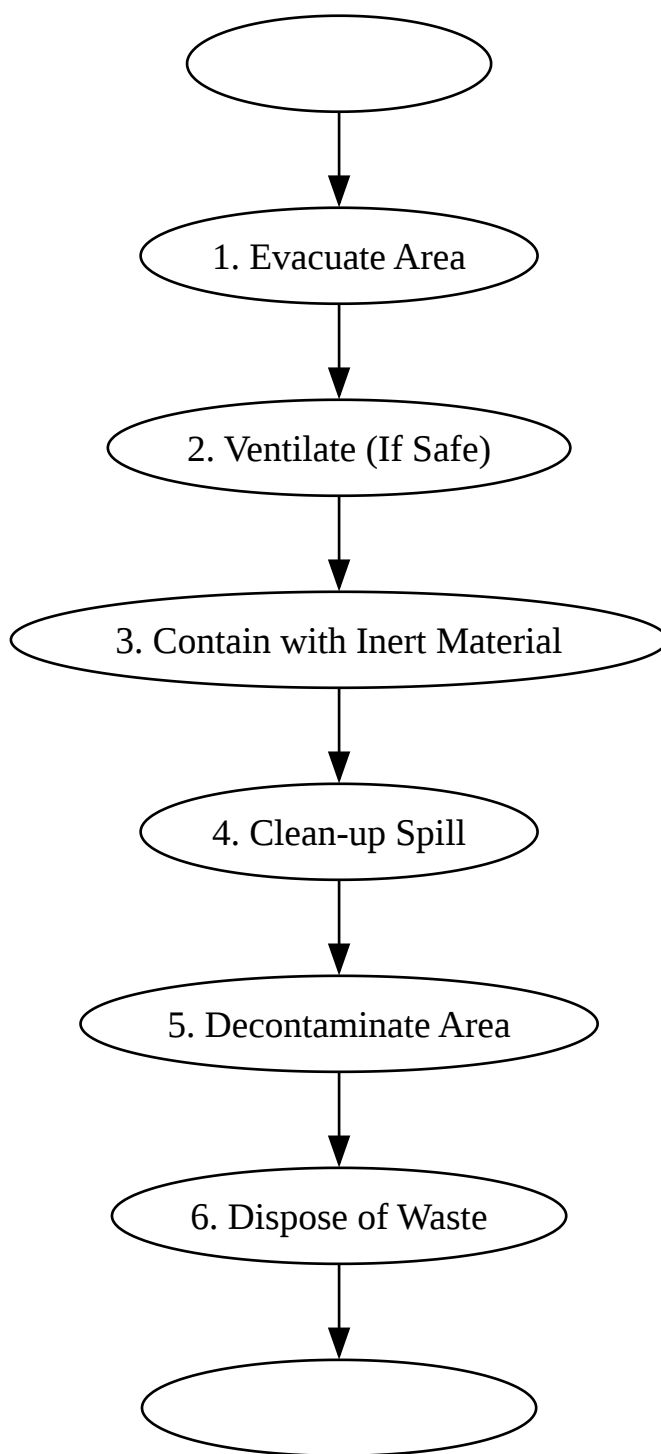 1. Evacuate Area
2. Ventilate (If Safe)
3. Contain with Inert Material
4. Clean-up Spill
5. Decontaminate Area
6. Dispose of Waste